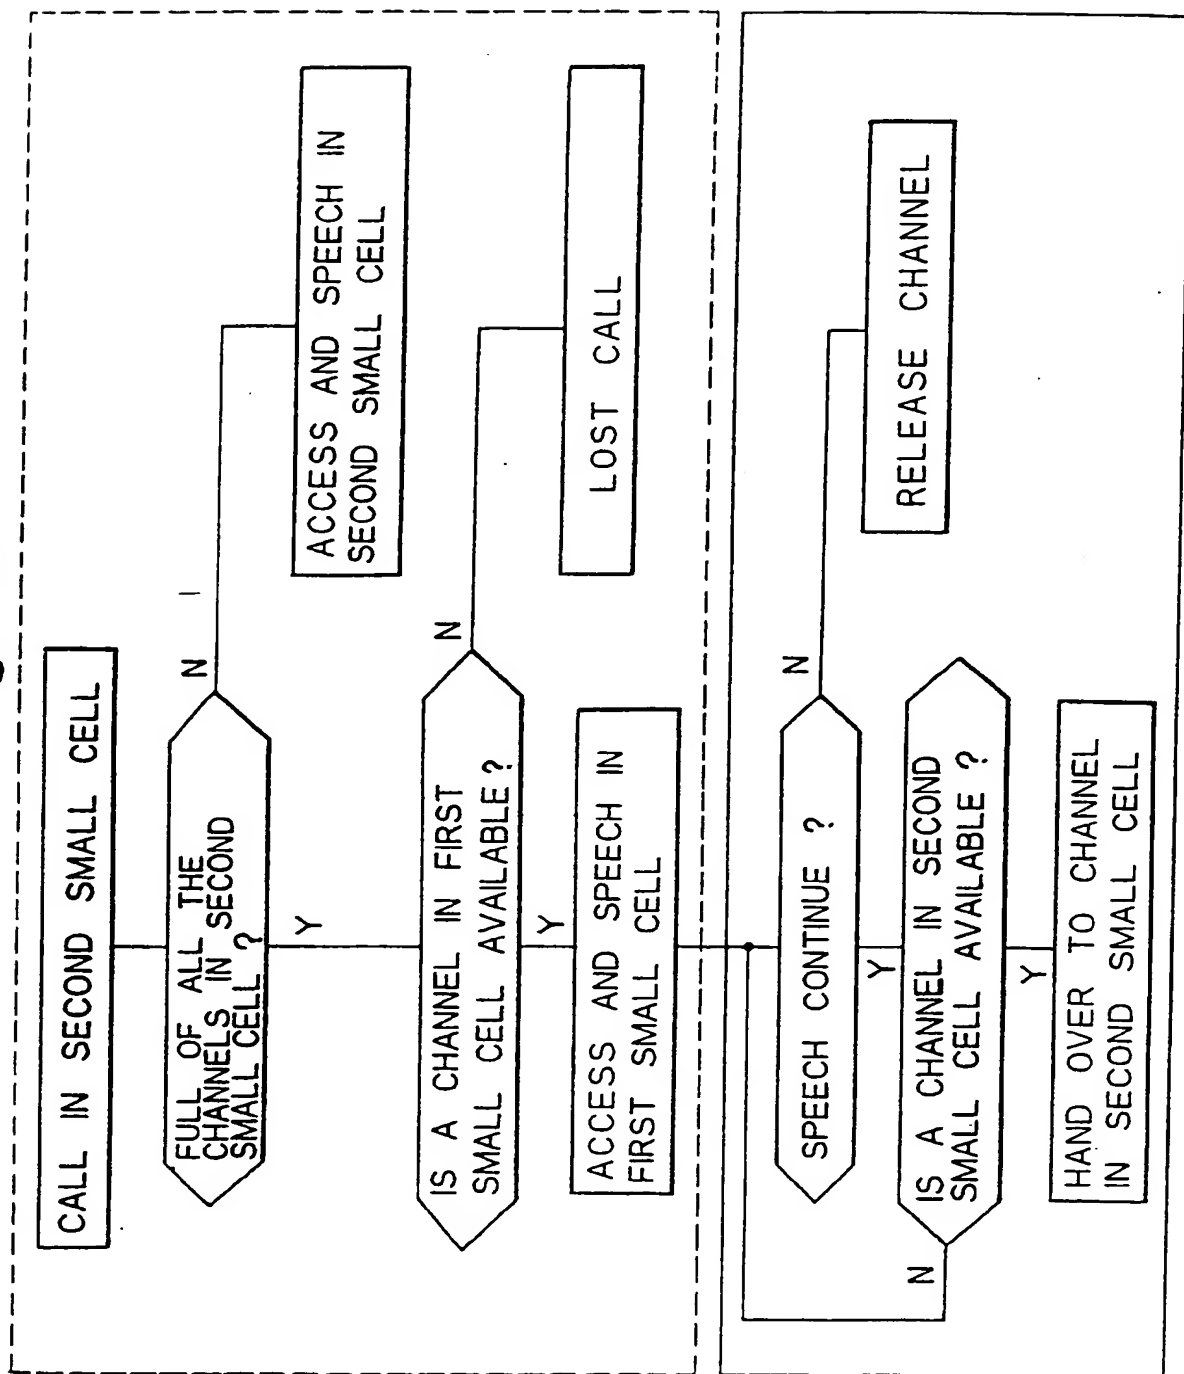 CALL IN SECOND SMALL CELL
FULL OF ALL THE
CHANNELS IN SECOND
SMALL CELL ?
N
ACCESS AND SPEECH IN
SECOND SMALL CELL
Y
IS A CHANNEL IN FIRST
SMALL CELL AVAILABLE ?
N
LOST CALL
Y
ACCESS AND SPEECH IN
FIRST SMALL CELL
SPEECH CONTINUE ?
N
RELEASE CHANNEL
Y
IS A CHANNEL IN SECOND
SMALL CELL AVAILABLE ?
N
Y
HAND OVER TO CHANNEL
IN SECOND SMALL CELL